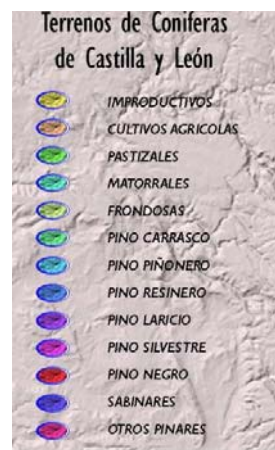 Terrenos de Coníferas
de Castilla y León
IMPRODUCTIVOS
CULTIVOS AGRICOLAS
PASTIZALES
MATORRALES
FRONDOSAS
PINO CARRASCO
PINO PIÑONERO
PINO RESINERO
PINO LARICIO
PINO SILVESTRE
PINO NEGRO
SABINARES
OTROS PINARES